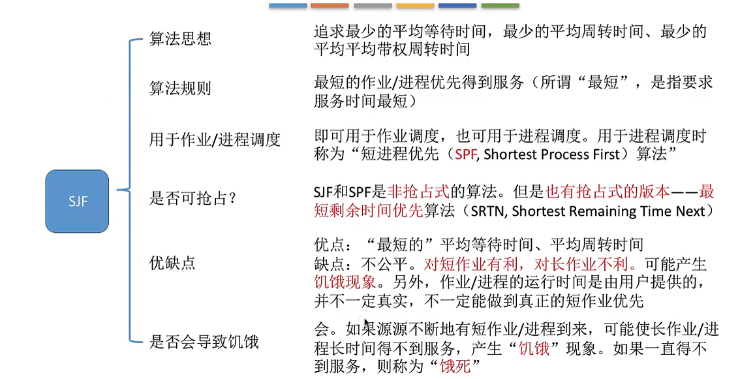 SJF
算法思想
追求最少的平均等待时间，最少的平均周转时间、最少的
平均平均带权周转时间
算法规则
最短的作业/进程优先得到服务（所谓“最短”，是指要求
服务时间最短）
用于作业/进程调度
即可用于作业调度，也可用于进程调度。用于进程调度时
称为“短进程优先（SPF, Shortest Process First）算法”
是否可抢占？
SJF和SPF是非抢占式的算法。但是也有抢占式的版本——最
短剩余时间优先算法（SRTN, Shortest Remaining Time Next）
优缺点
优点：“最短的”平均等待时间、平均周转时间
缺点：不公平。对短作业有利，对长作业不利。可能产生
饥饿现象。另外，作业/进程的运行时间是由用户提供的，
并不一定真实，不一定能做到真正的短作业优先
是否会导致饥饿
会。如果源源不断地有短作业/进程到来，可能使长作业/进
程长时间得不到服务，产生“饥饿”现象。如果一直得不
到服务，则称为“饿死”